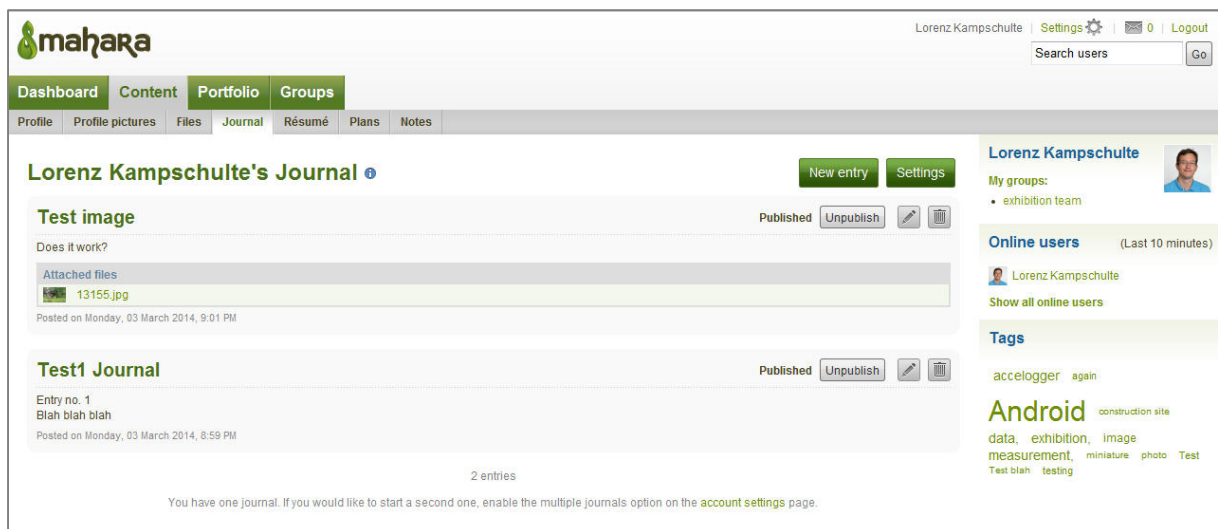 mahara
Lorenz Kampschulte | Settings | 0 | Logout
Search users Go
Dashboard Content Portfolio Groups
Profile Profile pictures Files Journal Résumé Plans Notes
Lorenz Kampschulte's Journal
New entry Settings
Test image
Published Unpublish
Does it work?
Attached files
13155.jpg
Posted on Monday, 03 March 2014, 9:01 PM
Test1 Journal
Published Unpublish
Entry no. 1
Blah blah blah
Posted on Monday, 03 March 2014, 8:59 PM
2 entries
You have one journal. If you would like to start a second one, enable the multiple journals option on the account settings page.
Lorenz Kampschulte
My groups:
• exhibition team
Online users (Last 10 minutes)
Lorenz Kampschulte
Show all online users
Tags
accelogger again
Android construction site
data, exhibition, image
measurement, miniature photo Test
Test blah testing